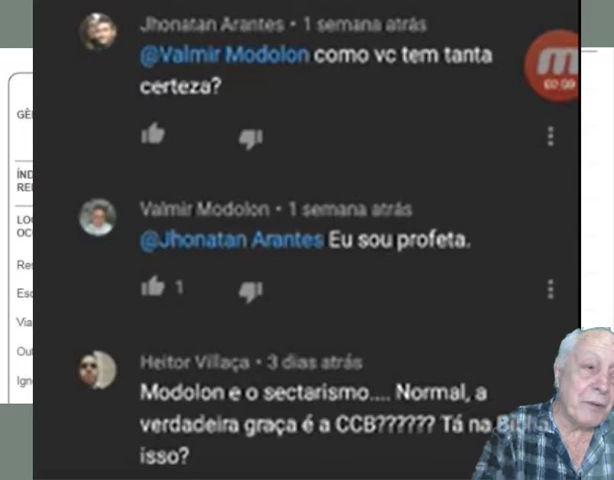 Jhonatan Arantes • 1 semana atrás
@Valmir Modolon como vc tem tanta
certeza?
Valmir Modolon • 1 semana atrás
@Jhonatan Arantes Eu sou profeta.
1
Heitor Villaça • 3 dias atrás
Modolon e o sectarismo.... Normal, a
verdadeira graça é a CCB?????? Tá na
isso?